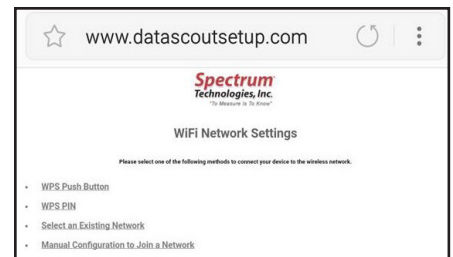 www.datascoutsetup.com
Spectrum
Technologies, Inc.
"To Measure Is To Know"
WiFi Network Settings
Please select one of the following methods to connect your device to the wireless network.
WPS Push Button
WPS PIN
Select an Existing Network
Manual Configuration to Join a Network